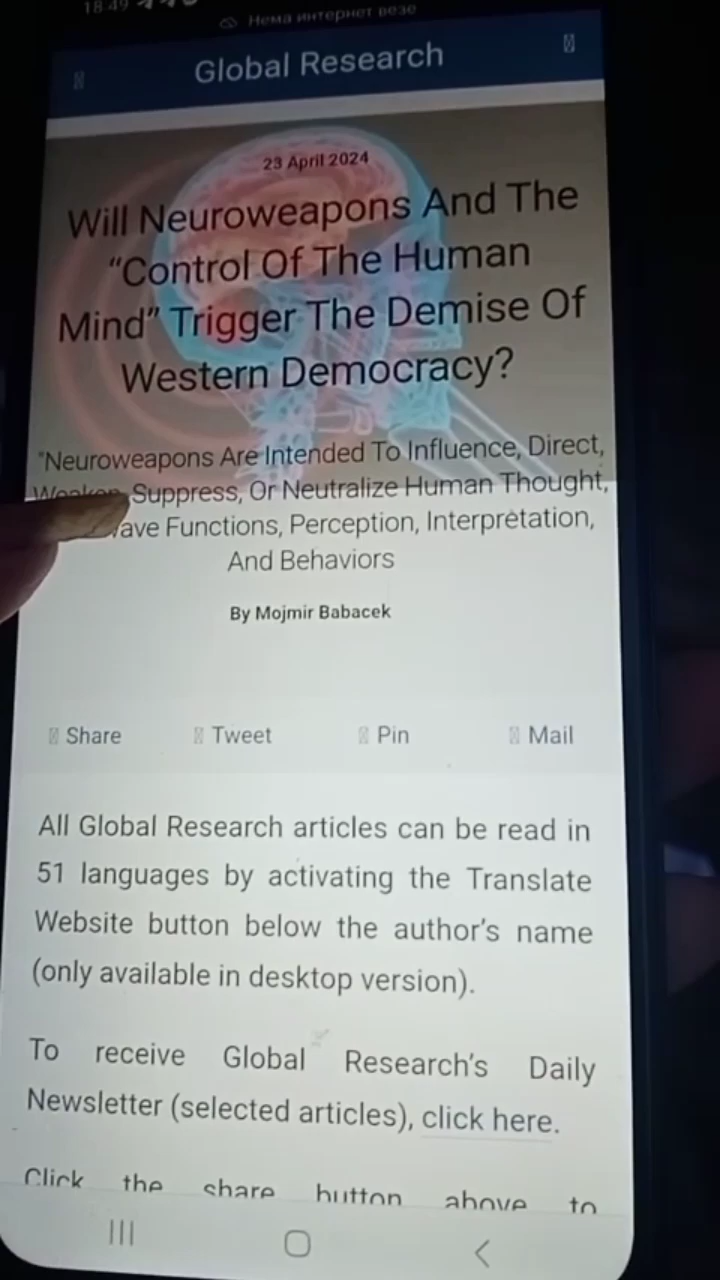 18:49
Нема интернет везе
Global Research
23 April 2024
Will Neuroweapons And The
“Control Of The Human
Mind” Trigger The Demise Of
Western Democracy?
"Neuroweapons Are Intended To Influence, Direct,
Weaken, Suppress, Or Neutralize Human Thought,
Functions, Perception, Interpretation,
And Behaviors
By Mojmir Babacek
Share Tweet Pin Mail
All Global Research articles can be read in
51 languages by activating the Translate
Website button below the author’s name
(only available in desktop version).
To receive Global Research’s Daily
Newsletter (selected articles), click here.
Click the share button above to